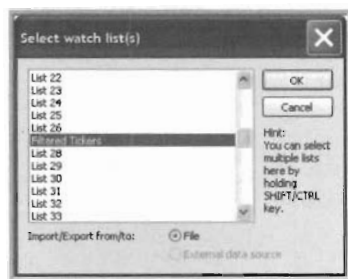 Select watch list(s)
List 22
List 23
List 24
List 25
List 26
Filtered Tickers
List 28
List 29
List 30
List 31
List 32
List 33
OK
Cancel
Hint:
You can select
multiple lists
here by
holding
SHIFT/CTRL
key.
Import/Export from/to:
File
External data source